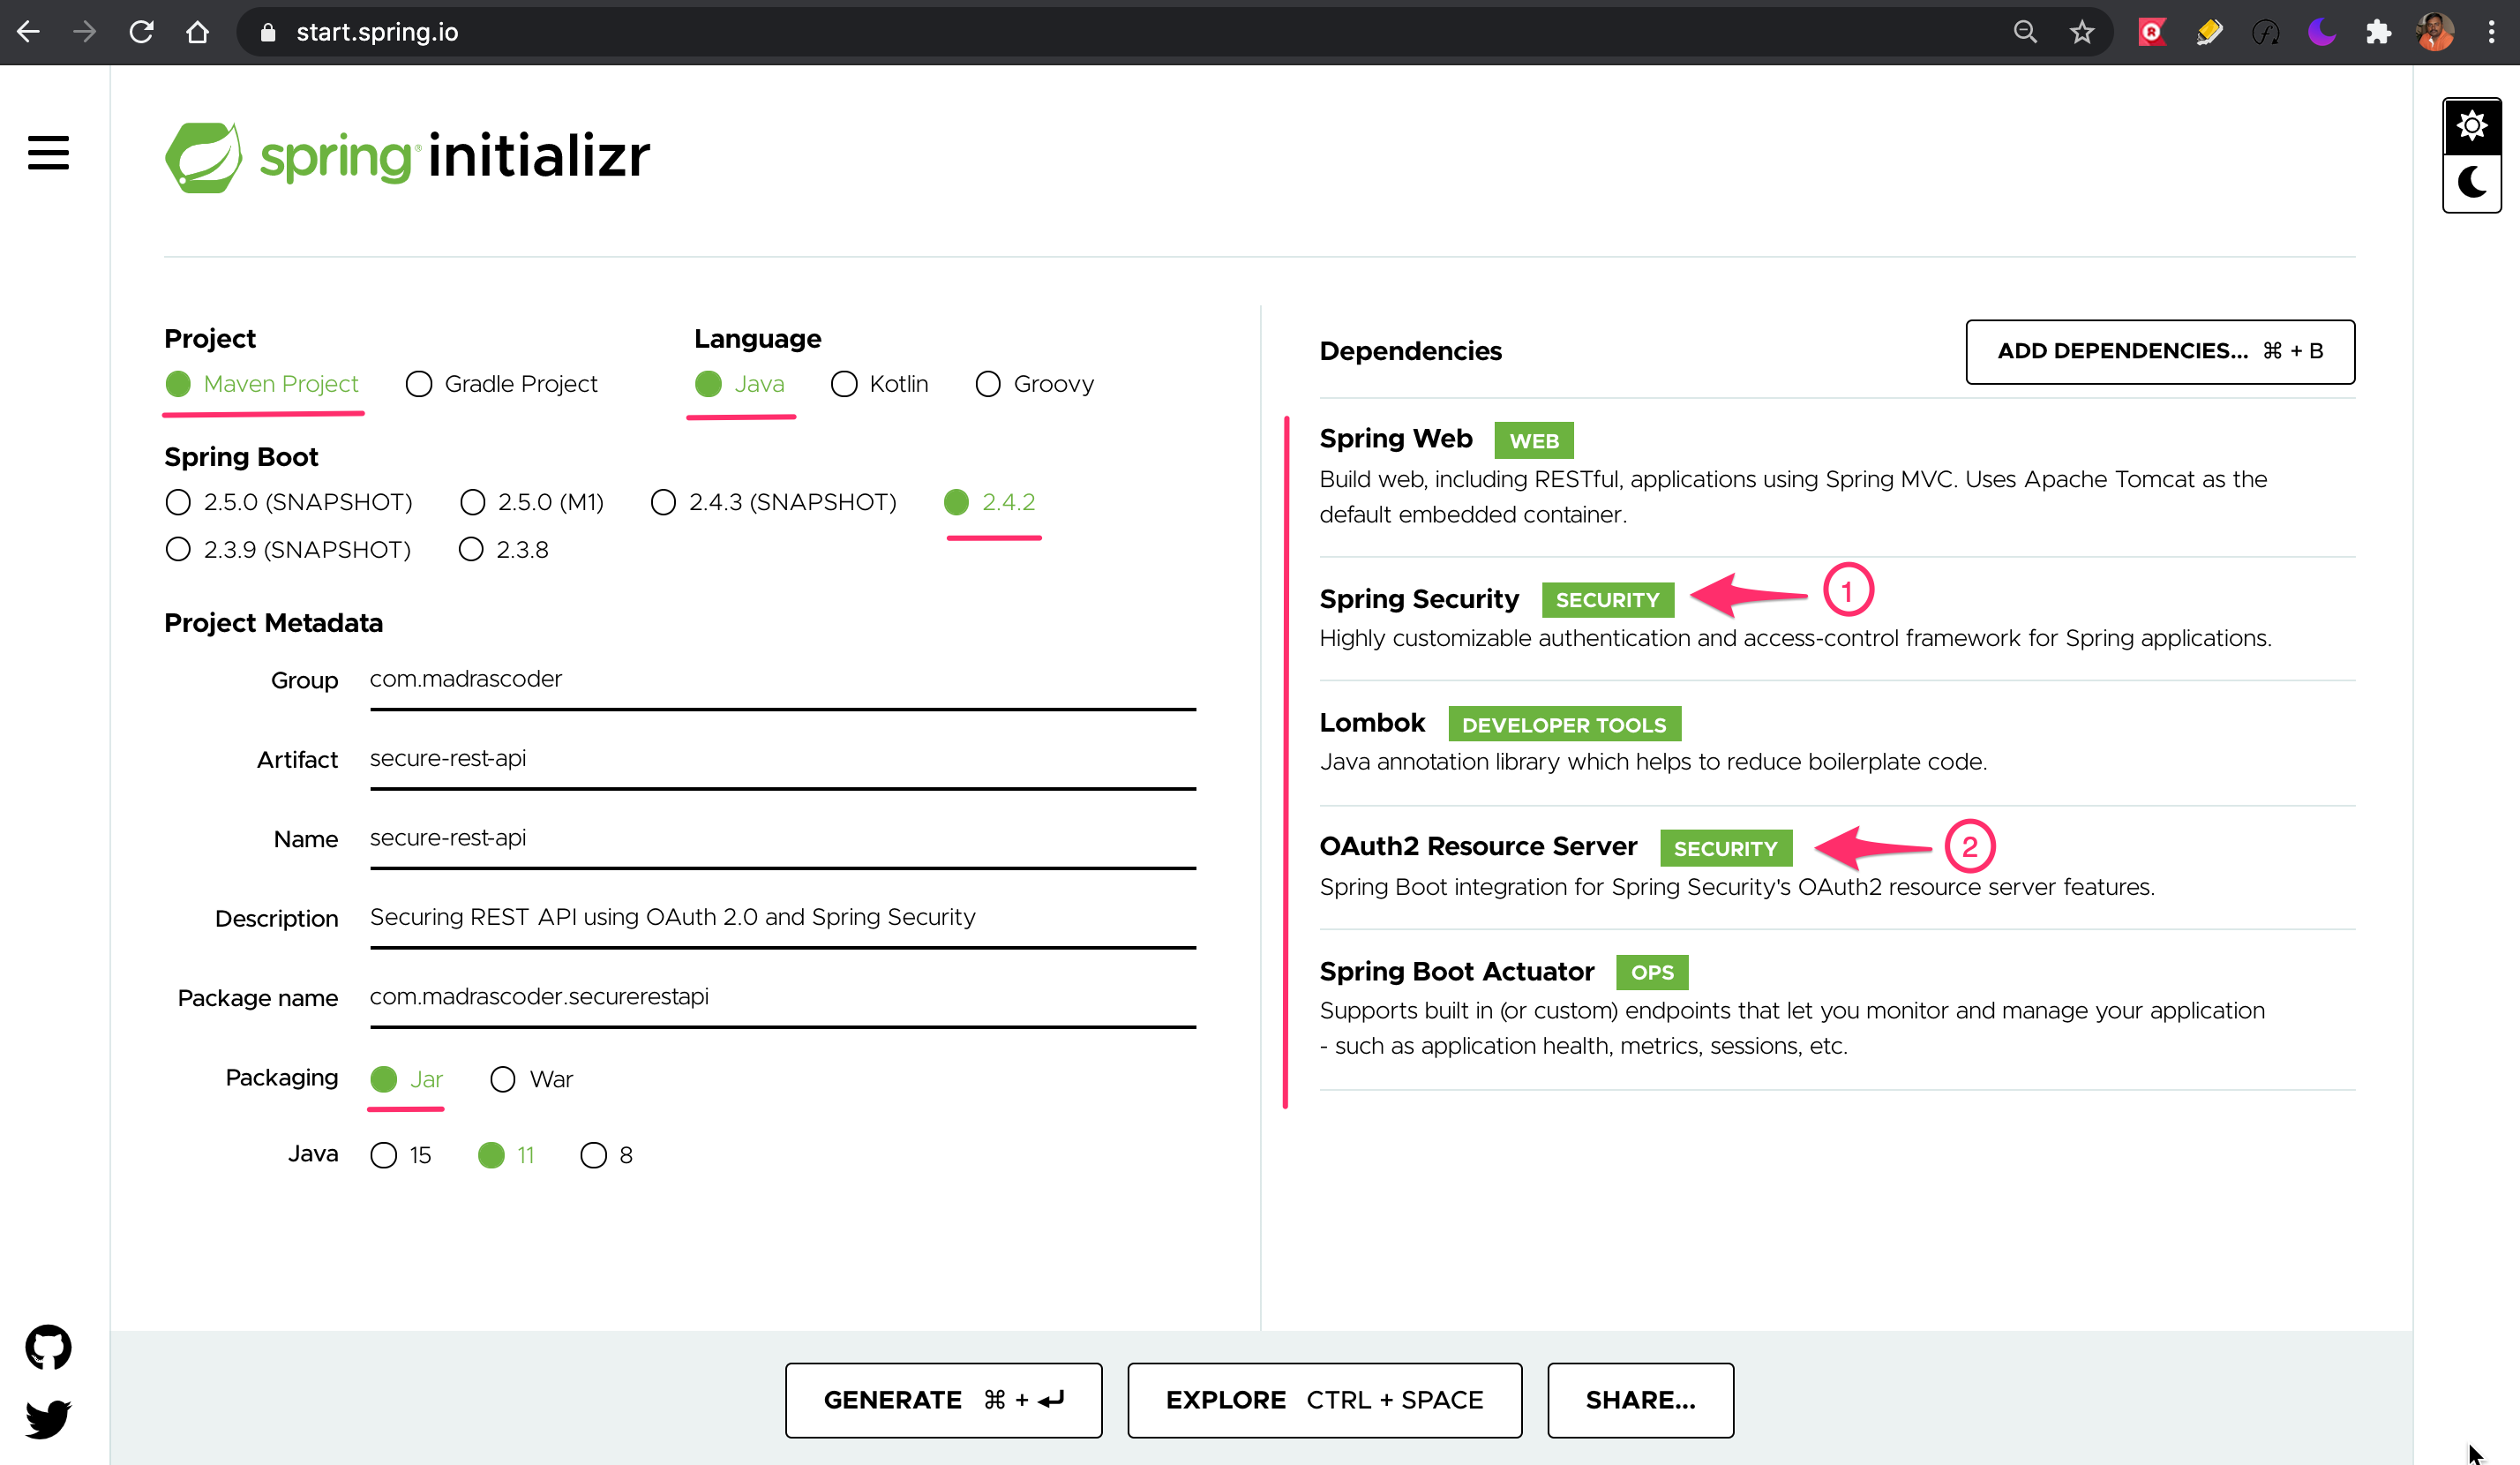 start.spring.io
spring initializr
Project
Maven Project Gradle Project
Language
Java Kotlin Groovy
Spring Boot
2.5.0 (SNAPSHOT) 2.5.0 (M1) 2.4.3 (SNAPSHOT) 2.4.2
2.3.9 (SNAPSHOT) 2.3.8
Project Metadata
Group com.madrascoder
Artifact secure-rest-api
Name secure-rest-api
Description Securing REST API using OAuth 2.0 and Spring Security
Package name com.madrascoder.securerestapi
Packaging Jar War
Java 15 11 8
Dependencies
ADD DEPENDENCIES... ⌘ + B
Spring Web WEB
Build web, including RESTful, applications using Spring MVC. Uses Apache Tomcat as the
default embedded container.
Spring Security SECURITY 1
Highly customizable authentication and access-control framework for Spring applications.
Lombok DEVELOPER TOOLS
Java annotation library which helps to reduce boilerplate code.
OAuth2 Resource Server SECURITY 2
Spring Boot integration for Spring Security's OAuth2 resource server features.
Spring Boot Actuator OPS
Supports built in (or custom) endpoints that let you monitor and manage your application
- such as application health, metrics, sessions, etc.
GENERATE ⌘ + ↵
EXPLORE CTRL + SPACE
SHARE...